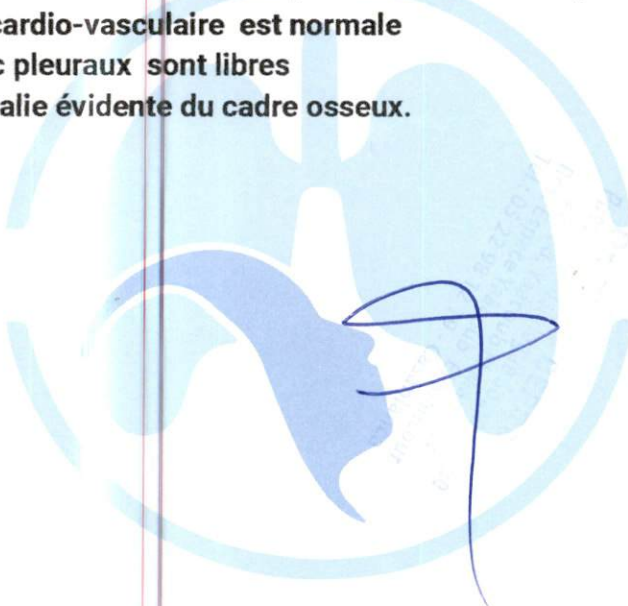 cardio-vasculaire est normale
c pleuraux sont libres
alie évidente du cadre osseux.